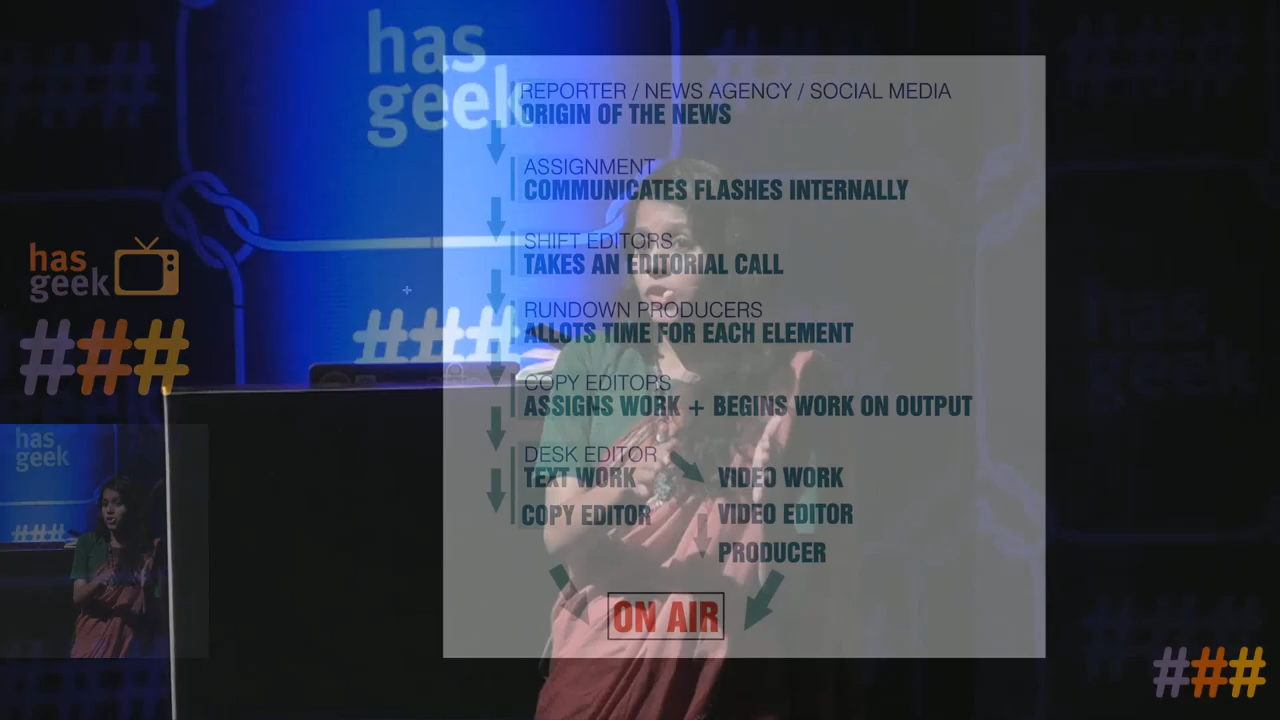 has
geek
REPORTER / NEWS AGENCY / SOCIAL MEDIA
ORIGIN OF THE NEWS
ASSIGNMENT
COMMUNICATES FLASHES INTERNALLY
SHIFT EDITORS
TAKES AN EDITORIAL CALL
has
geek
RUNDOWN PRODUCERS
ALLOTS TIME FOR EACH ELEMENT
###
###
COPY EDITORS
ASSIGNS WORK + BEGINS WORK ON OUTPUT
has
geek
DESK EDITOR
TEXT WORK VIDEO WORK
COPY EDITOR VIDEO EDITOR
###
PRODUCER
ON AIR
###